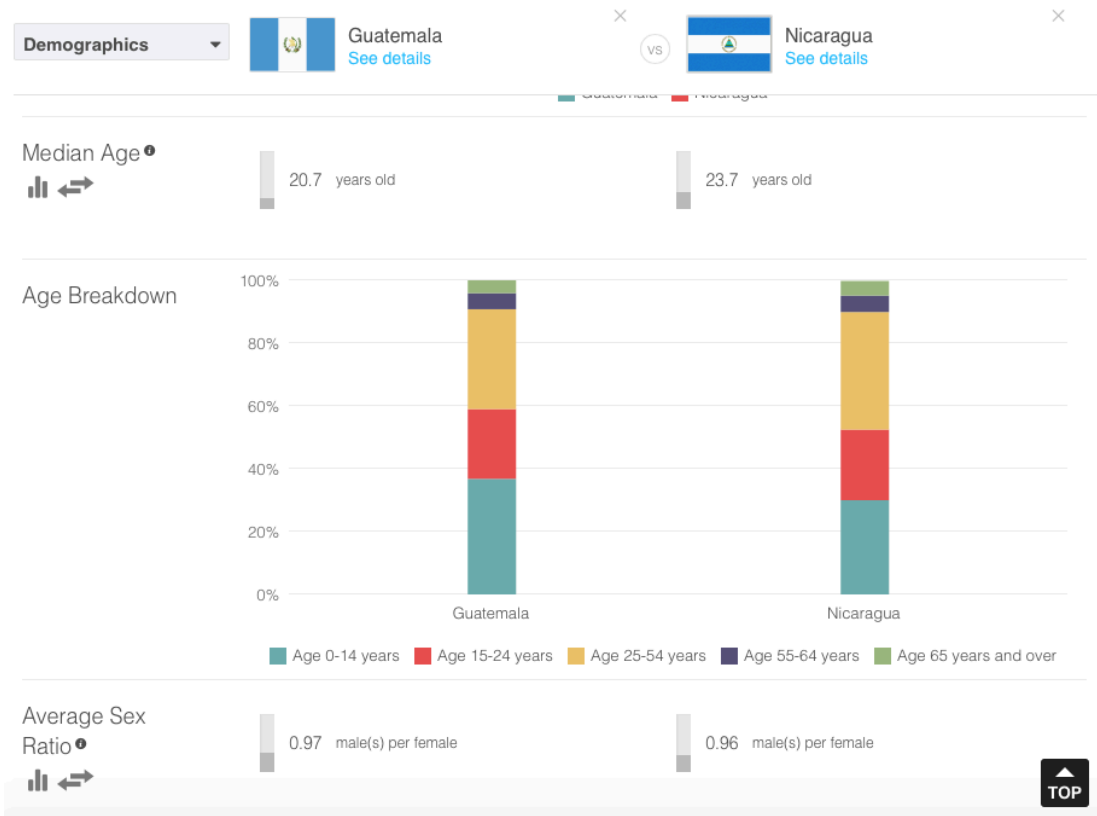 Demographics
Guatemala
See details
vs
Nicaragua
See details
Guatemala Nicaragua
Median Age
20.7 years old
23.7 years old
Age Breakdown
100%
80%
60%
40%
20%
0%
Guatemala
Nicaragua
Age 0-14 years Age 15-24 years Age 25-54 years Age 55-64 years Age 65 years and over
Average Sex
Ratio
0.97 male(s) per female
0.96 male(s) per female
TOP